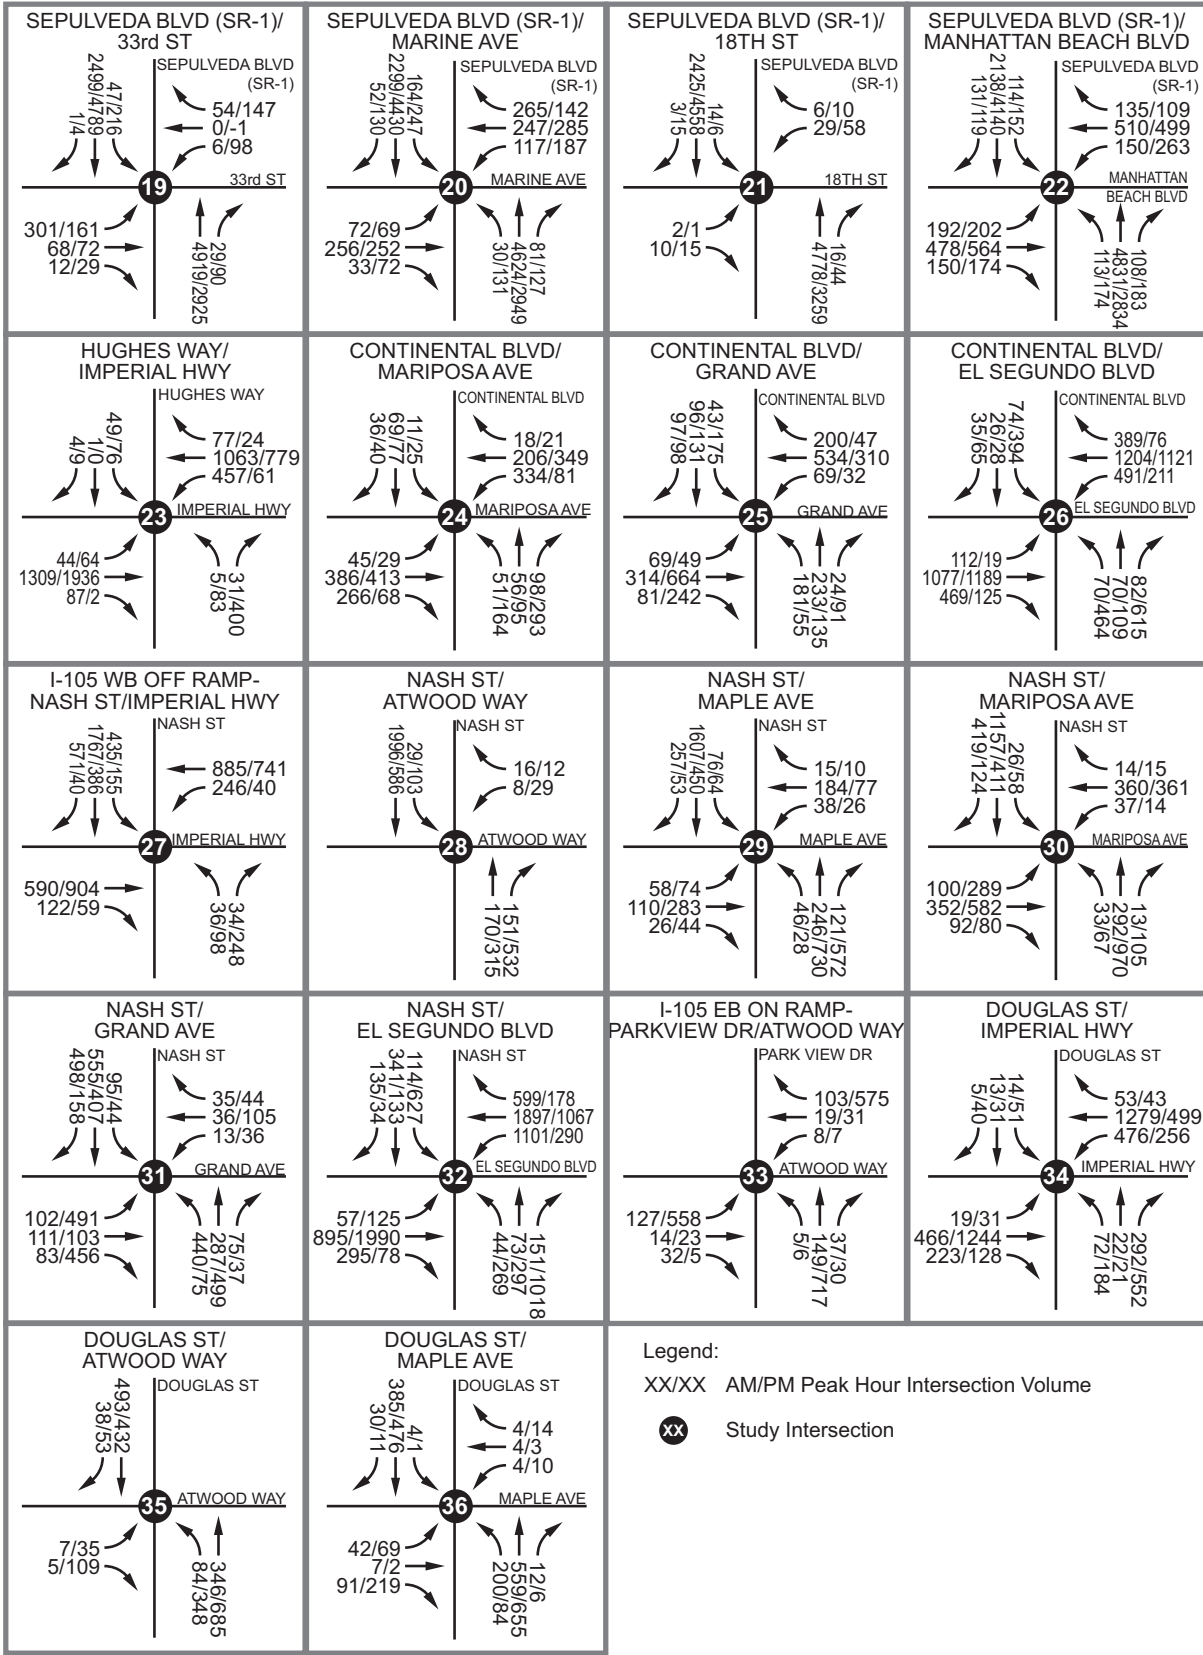 SEPULVEDA BLVD (SR-1)/
33rd ST
SEPULVEDA BLVD
(SR-1)
1/4
2499/4789
47/216
54/147
0/-1
6/98
19
33rd ST
301/161
68/72
12/29
4919/2925
29/90
SEPULVEDA BLVD (SR-1)/
MARINE AVE
SEPULVEDA BLVD
(SR-1)
52/130
2299/4430
164/247
265/142
247/285
117/187
20
MARINE AVE
72/69
256/252
33/72
30/131
4624/2949
81/127
SEPULVEDA BLVD (SR-1)/
18TH ST
SEPULVEDA BLVD
(SR-1)
3/15
2425/4558
14/6
6/10
29/58
21
18TH ST
2/1
10/15
4778/3259
16/44
SEPULVEDA BLVD (SR-1)/
MANHATTAN BEACH BLVD
SEPULVEDA BLVD
(SR-1)
131/119
2138/4140
114/152
135/109
510/499
150/263
22
MANHATTAN
BEACH BLVD
192/202
478/564
150/174
113/174
4831/2834
108/183
HUGHES WAY/
IMPERIAL HWY
HUGHES WAY
4/9
1/0
49/76
77/24
1063/779
457/61
23
IMPERIAL HWY
44/64
1309/1936
87/2
5/83
31/400
CONTINENTAL BLVD/
MARIPOSA AVE
CONTINENTAL BLVD
36/40
69/77
11/25
18/21
206/349
334/81
24
MARIPOSA AVE
45/29
386/413
266/68
51/164
56/95
98/293
CONTINENTAL BLVD/
GRAND AVE
CONTINENTAL BLVD
97/98
96/131
43/175
200/47
534/310
69/32
25
GRAND AVE
69/49
314/664
81/242
181/55
233/135
24/91
CONTINENTAL BLVD/
EL SEGUNDO BLVD
CONTINENTAL BLVD
35/65
26/28
74/394
389/76
1204/1121
491/211
26
EL SEGUNDO BLVD
112/19
1077/1189
469/125
70/464
70/109
82/615
I-105 WB OFF RAMP-
NASH ST/IMPERIAL HWY
NASH ST
571/40
1767/386
435/155
885/741
246/40
27
IMPERIAL HWY
590/904
122/59
36/98
34/248
NASH ST/
ATWOOD WAY
NASH ST
1996/586
29/103
16/12
8/29
28
ATWOOD WAY
170/315
151/532
NASH ST/
MAPLE AVE
NASH ST
257/53
1607/450
76/64
15/10
184/77
38/26
29
MAPLE AVE
58/74
110/283
26/44
46/28
246/730
121/572
NASH ST/
MARIPOSA AVE
NASH ST
419/124
1157/411
26/58
14/15
360/361
37/14
30
MARIPOSA AVE
100/289
352/582
92/80
33/67
292/970
13/105
NASH ST/
GRAND AVE
NASH ST
498/158
555/407
95/44
35/44
36/105
13/36
31
GRAND AVE
102/491
111/103
83/456
440/75
287/499
75/37
NASH ST/
EL SEGUNDO BLVD
NASH ST
135/34
341/133
114/627
599/178
1897/1067
1101/290
32
EL SEGUNDO BLVD
57/125
895/1990
295/78
44/269
73/297
151/1018
I-105 EB ON RAMP-
PARKVIEW DR/ATWOOD WAY
PARK VIEW DR
103/575
19/31
8/7
33
ATWOOD WAY
127/558
14/23
32/5
5/6
149/717
37/30
DOUGLAS ST/
IMPERIAL HWY
DOUGLAS ST
5/40
13/31
14/51
53/43
1279/499
476/256
34
IMPERIAL HWY
19/31
466/1244
223/128
72/184
22/21
292/552
DOUGLAS ST/
ATWOOD WAY
DOUGLAS ST
38/53
493/432
35
ATWOOD WAY
7/35
5/109
84/348
346/685
DOUGLAS ST/
MAPLE AVE
DOUGLAS ST
30/11
385/476
4/1
4/14
4/3
4/10
36
MAPLE AVE
42/69
7/2
91/219
200/84
559/655
12/6
Legend:
XX/XX AM/PM Peak Hour Intersection Volume
XX Study Intersection